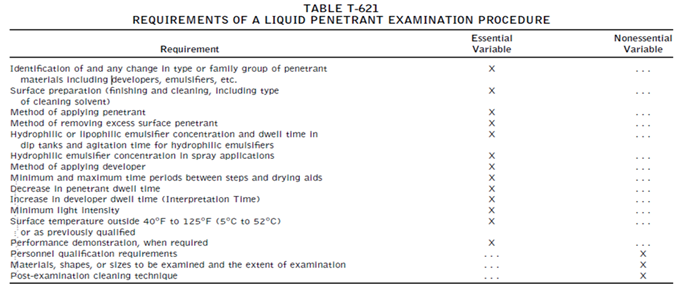 TABLE T-621
REQUIREMENTS OF A LIQUID PENETRANT EXAMINATION PROCEDURE
Requirement Essential Variable Nonessential Variable
Identification of and any change in type or family group of penetrant X ...
materials including developers, emulsifiers, etc.
Surface preparation (finishing and cleaning, including type X ...
of cleaning solvent)
Method of applying penetrant X ...
Method of removing excess surface penetrant X ...
Hydrophilic or lipophilic emulsifier concentration and dwell time in X ...
dip tanks and agitation time for hydrophilic emulsifiers
Hydrophilic emulsifier concentration in spray applications X ...
Method of applying developer X ...
Minimum and maximum time periods between steps and drying aids X ...
Decrease in penetrant dwell time X ...
Increase in developer dwell time (Interpretation Time) X ...
Minimum light intensity X ...
Surface temperature outside 40°F to 125°F (5°C to 52°C) X ...
or as previously qualified
Performance demonstration, when required X ...
Personnel qualification requirements ... X
Materials, shapes, or sizes to be examined and the extent of examination ... X
Post-examination cleaning technique ... X